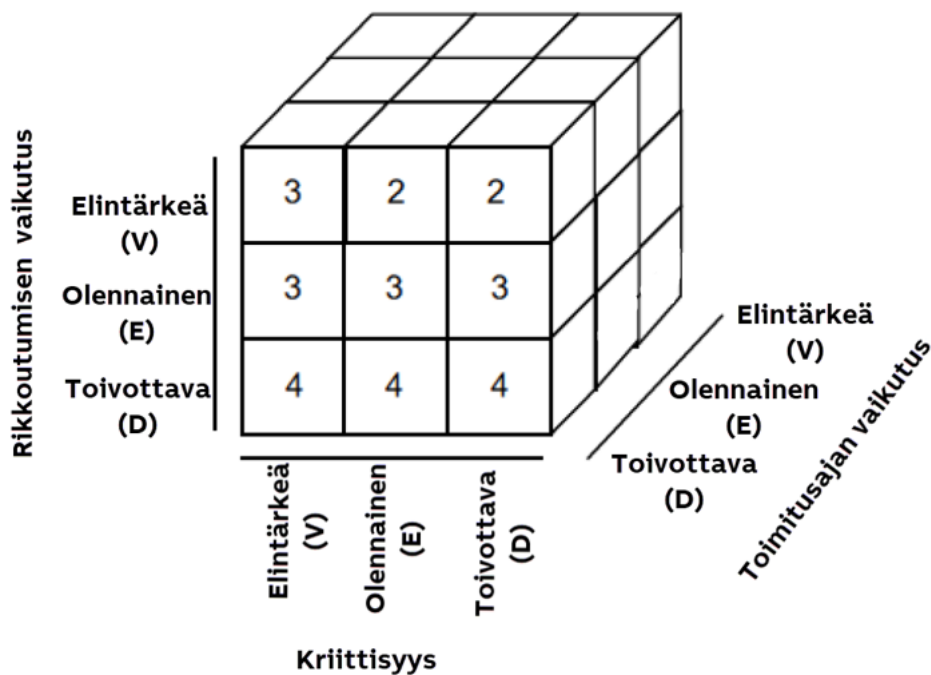 Rikkoutumisen vaikutus
Elintärkeä
(V)
Olennainen
(E)
Toivottava
(D)
3 2 2
3 3 3
4 4 4
Elintärkeä
(V)
Olennainen
(E)
Toivottava
(D)
Kriittisyys
Elintärkeä
(V)
Olennainen
(E)
Toivottava
(D)
Toimitusajan vaikutus